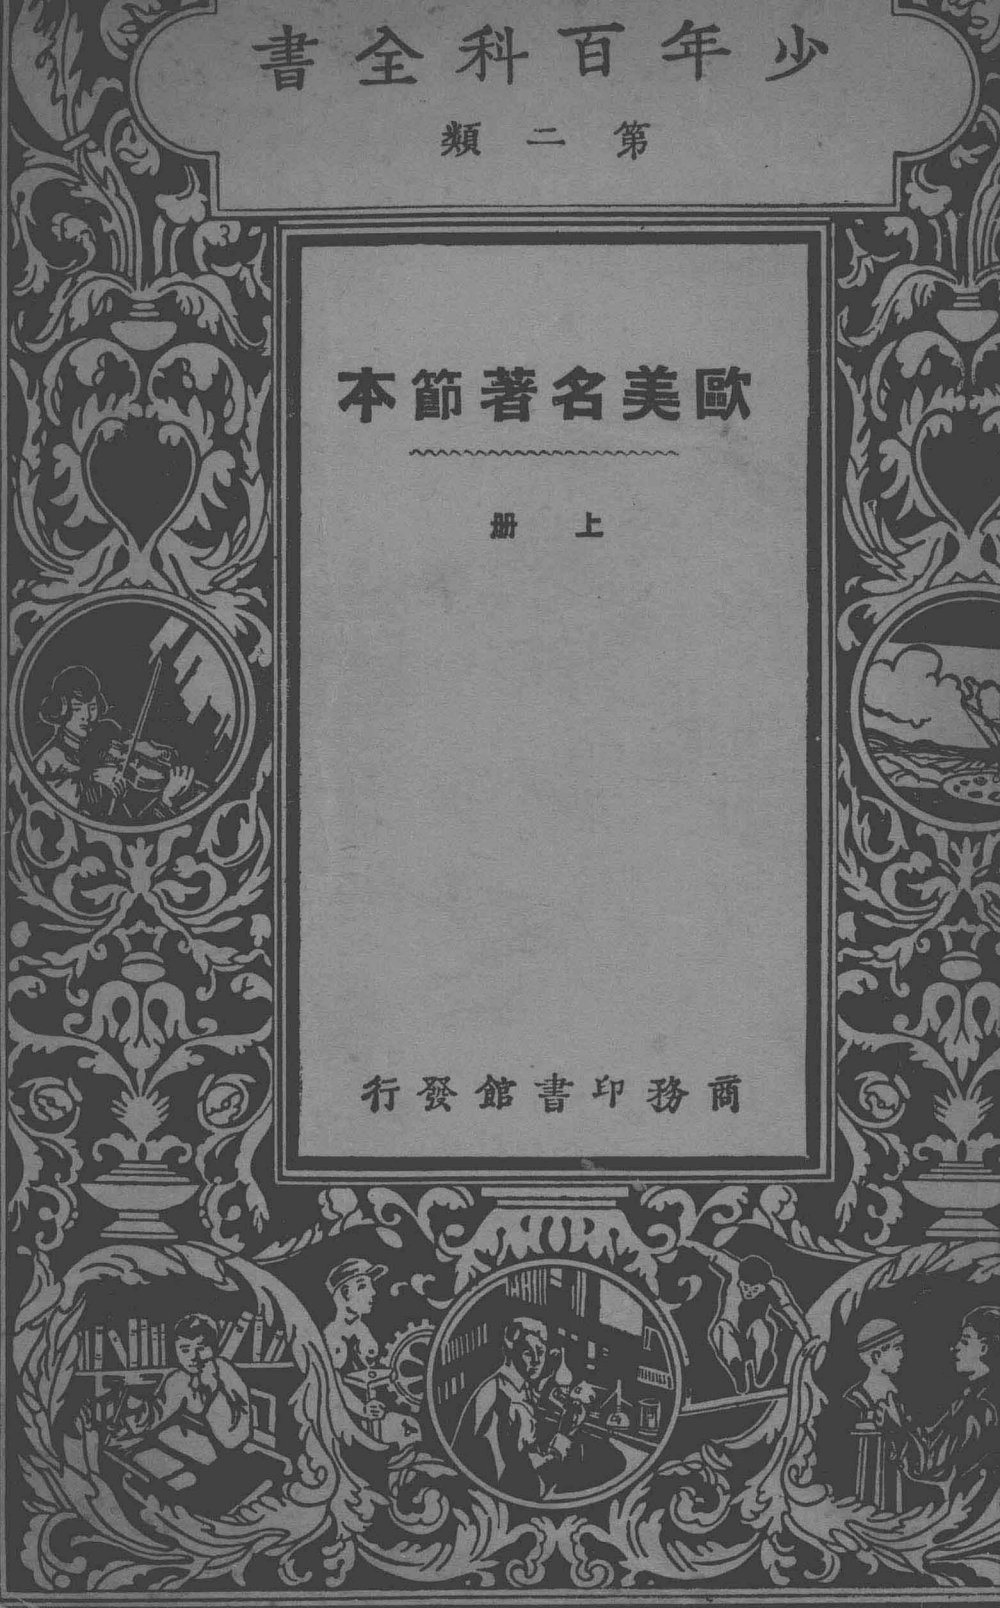 少年百科全書
第二類
歐美名著節本
上册
商務印書館發行